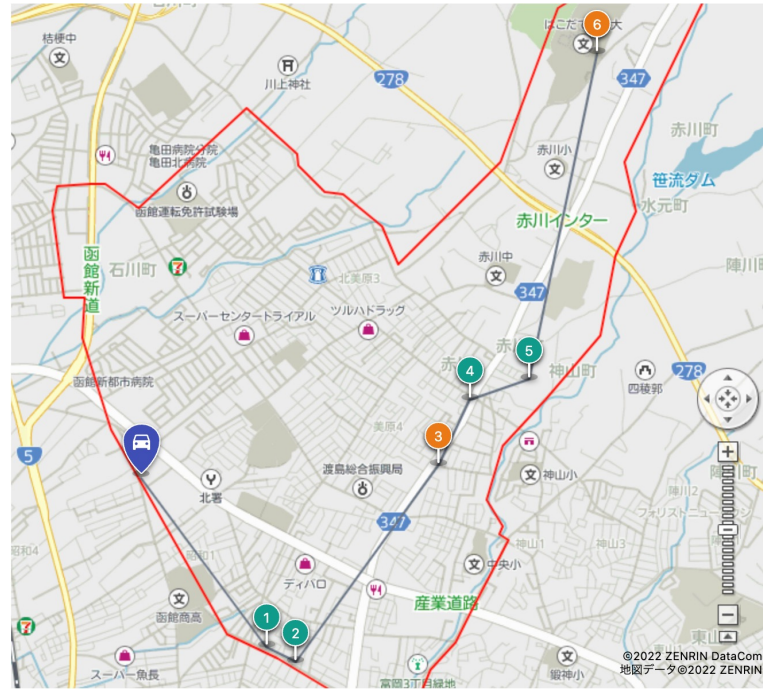 6
桔梗中
278
347
川上神社
赤川町
亀田病院分院
亀田北病院
赤川小
笹流ダム
函館運転免許試験場
水元町
赤川インター
函館新道
石川町
赤川中
陣川町
北美原3
347
スーパーセンタートライアル
ツルハドラッグ
5
4
神山町
278
四稜郭
函館新都市病院
美原4
3
5
渡島総合振興局
神山小
北署
陣川2
347
フォリストニュー
昭和4
昭和1
神山1
神山3
中央小
ディパロ
産業道路
函館商高
1
2
東山
スーパー魚長
富岡3丁目緑地
鍛神小
©2022 ZENRIN DataCom
地図データ©2022 ZENRIN